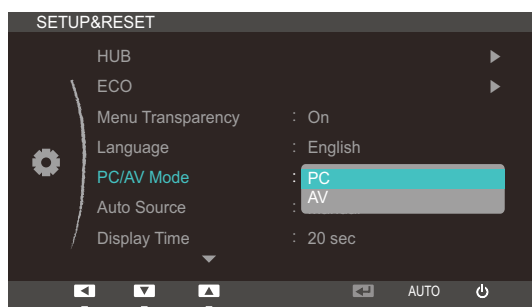 SETUP&RESET
HUB
ECO
Menu Transparency : On
Language : English
PC/AV Mode : PC
AV
Auto Source :
Display Time : 20 sec
AUTO